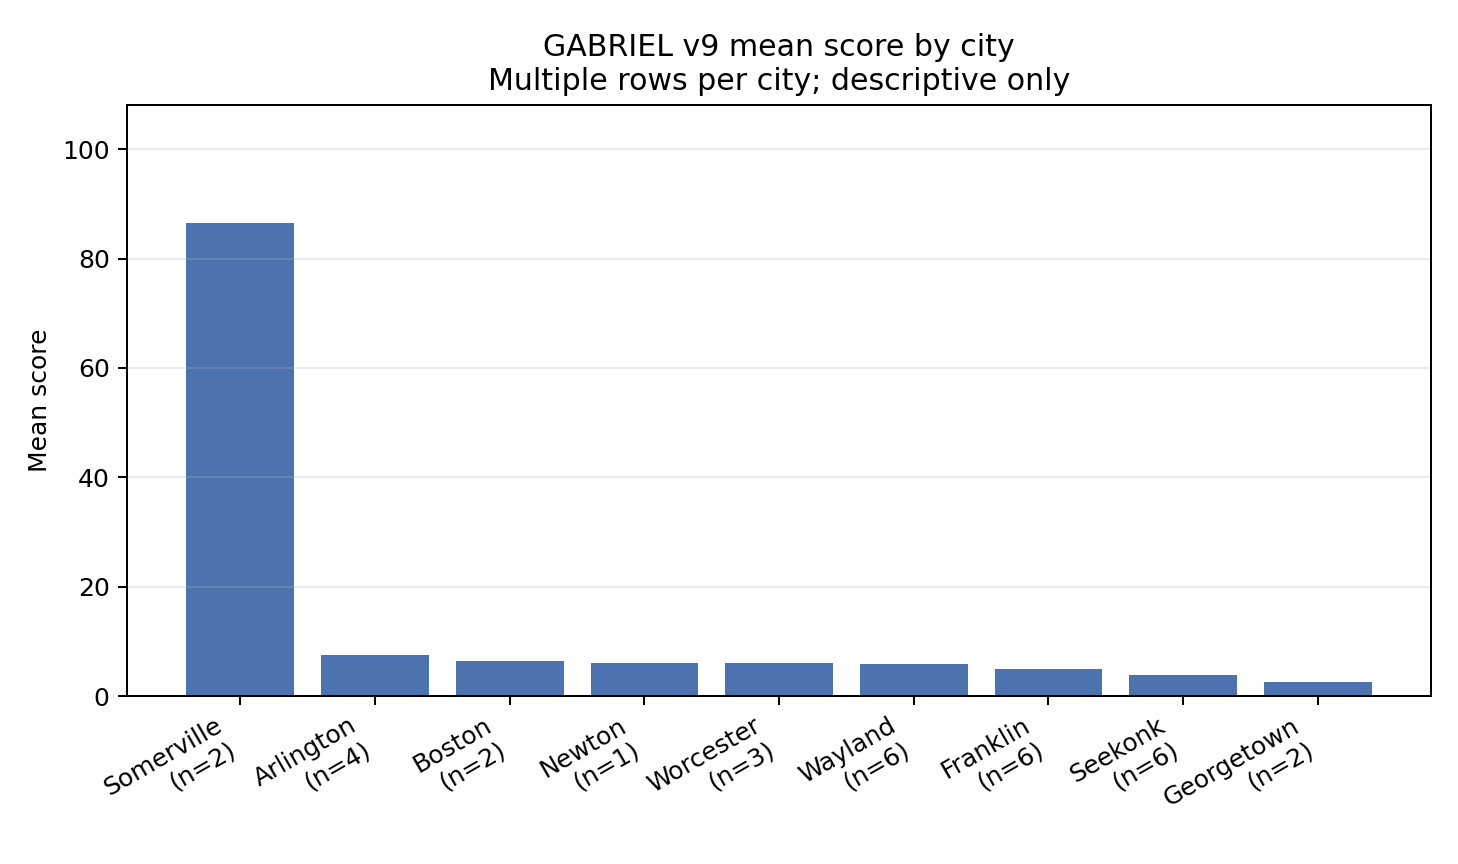 GABRIEL v9 mean score by city
Multiple rows per city; descriptive only
Mean score
100
80
60
40
20
0
Somerville
(n=2)
Arlington
(n=4)
Boston
(n=2)
Newton
(n=1)
Worcester
(n=3)
Wayland
(n=6)
Franklin
(n=6)
Seekonk
(n=6)
Georgetown
(n=2)